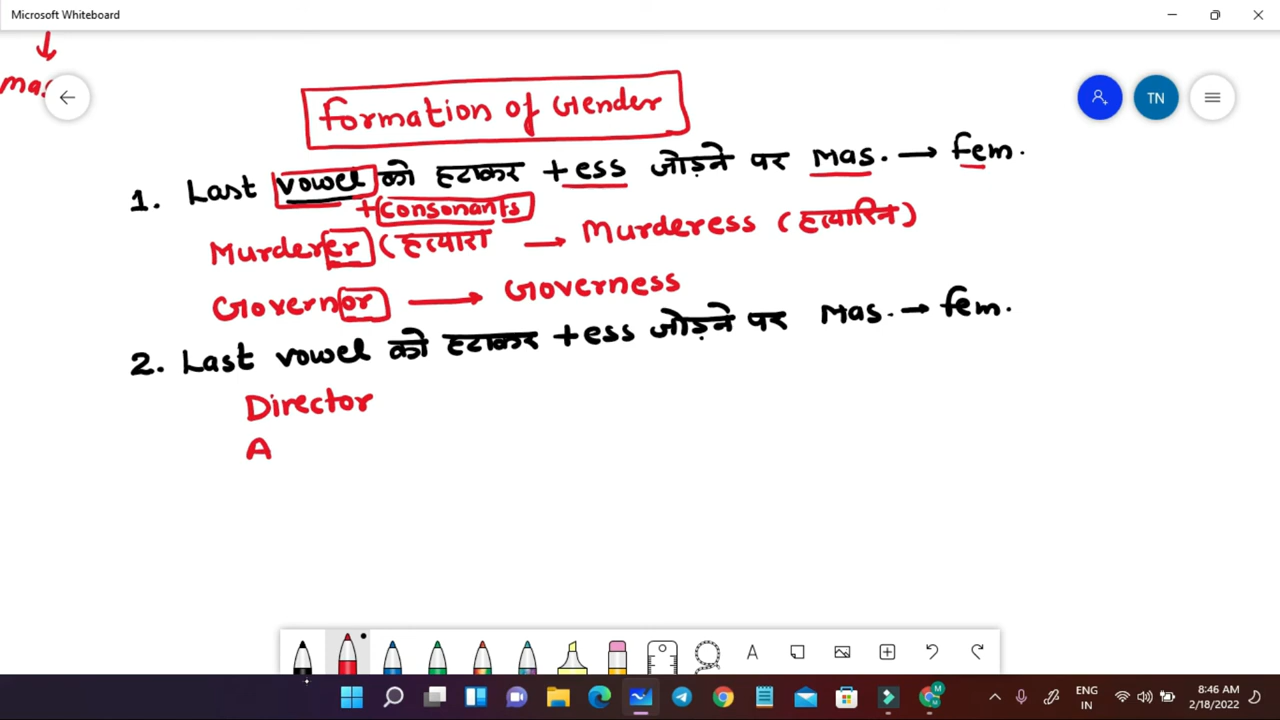 Microsoft Whiteboard
mas
TN
Formation of Gender
1. Last vowel को हटाकर +ess जोड़ने पर Mas. → fem.
+Consonants
Murderer (हत्यारा → Murderess (हत्यारिन)
Governor → Governess
2. Last vowel को हटाकर +ess जोड़ने पर Mas. → fem.
Director
A
A
ENG
IN
8:46 AM
2/18/2022